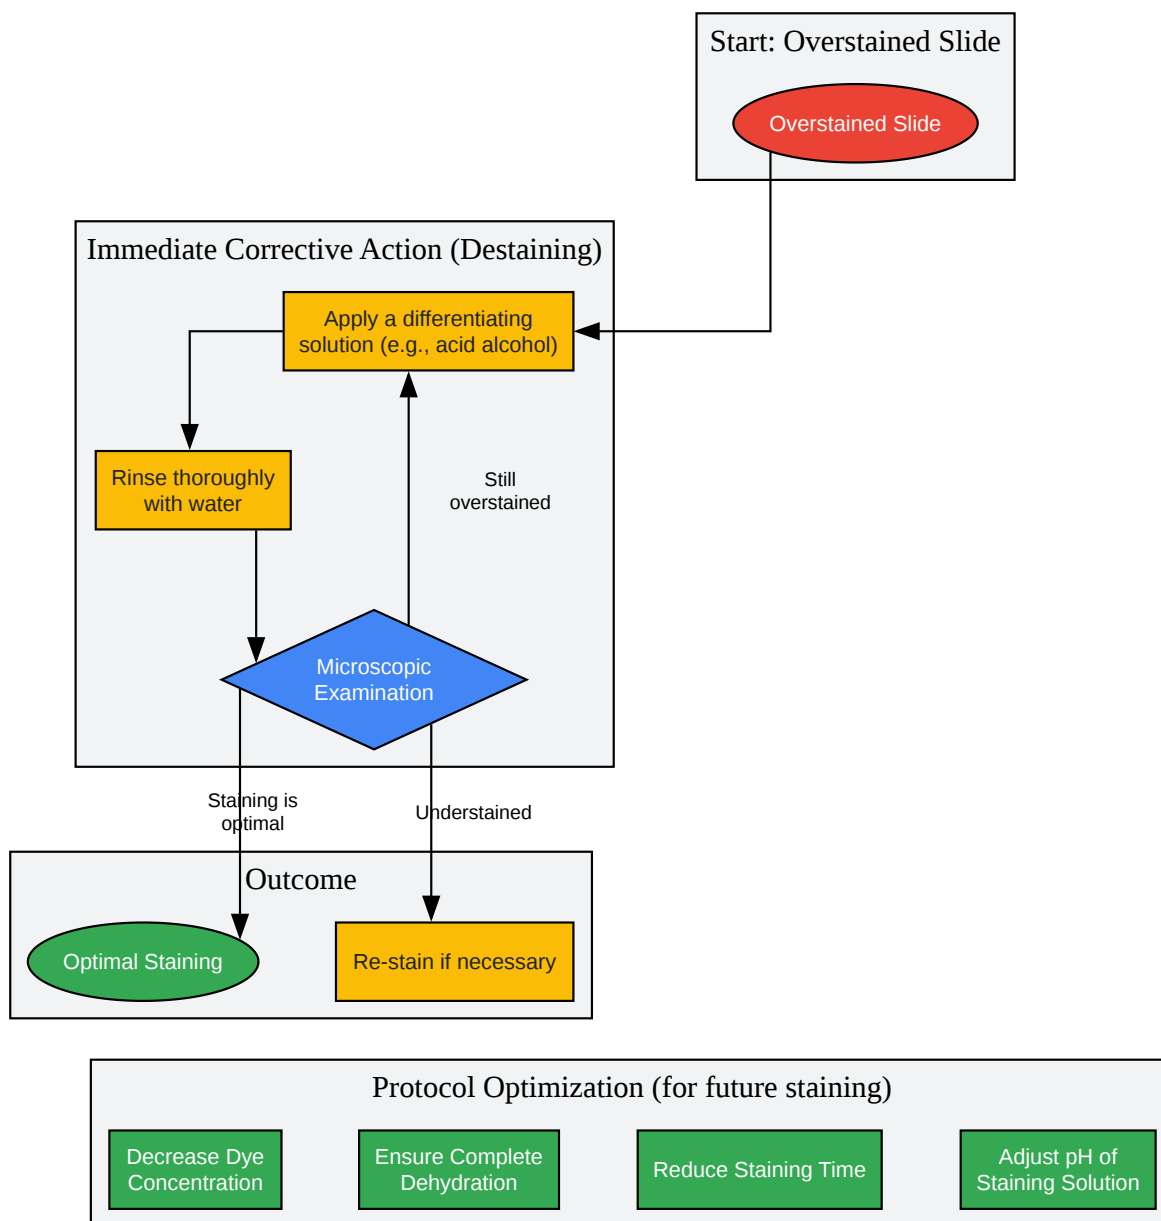 Start: Overstained Slide
Overstained Slide
Immediate Corrective Action (Destaining)
Apply a differentiating
solution (e.g., acid alcohol)
Rinse thoroughly
with water
Still
overstained
Microscopic
Examination
Staining is
optimal
Understained
Outcome
Optimal Staining
Re-stain if necessary
Protocol Optimization (for future staining)
Decrease Dye
Concentration
Ensure Complete
Dehydration
Reduce Staining Time
Adjust pH of
Staining Solution